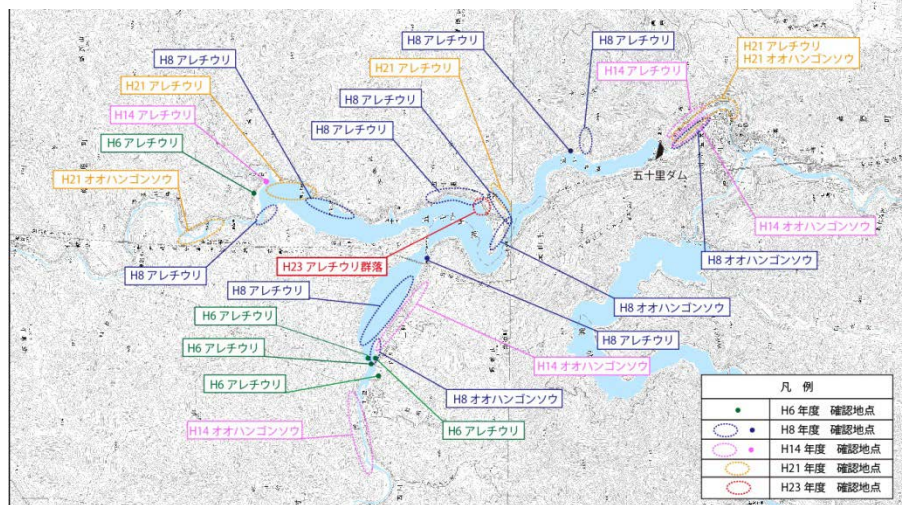 H8 アレチウリ
H8 アレチウリ
H8 アレチウリ
H21 アレチウリ
H21 オオハンゴンソウ
H21 アレチウリ
H21 アレチウリ
H14 アレチウリ
H8 アレチウリ
H14 アレチウリ
H8 アレチウリ
H6 アレチウリ
五十里ダム
H21 オオハンゴンソウ
H14 オオハンゴンソウ
H8 オオハンゴンソウ
H23 アレチウリ群落
H8 アレチウリ
H8 アレチウリ
H8 オオハンゴンソウ
H6 アレチウリ
H8 アレチウリ
H6 アレチウリ
H14 オオハンゴンソウ
H6 アレチウリ
H8 オオハンゴンソウ
H14 オオハンゴンソウ
H6 アレチウリ
凡 例
H6 年度 確認地点
H8 年度 確認地点
H14 年度 確認地点
H21 年度 確認地点
H23 年度 確認地点